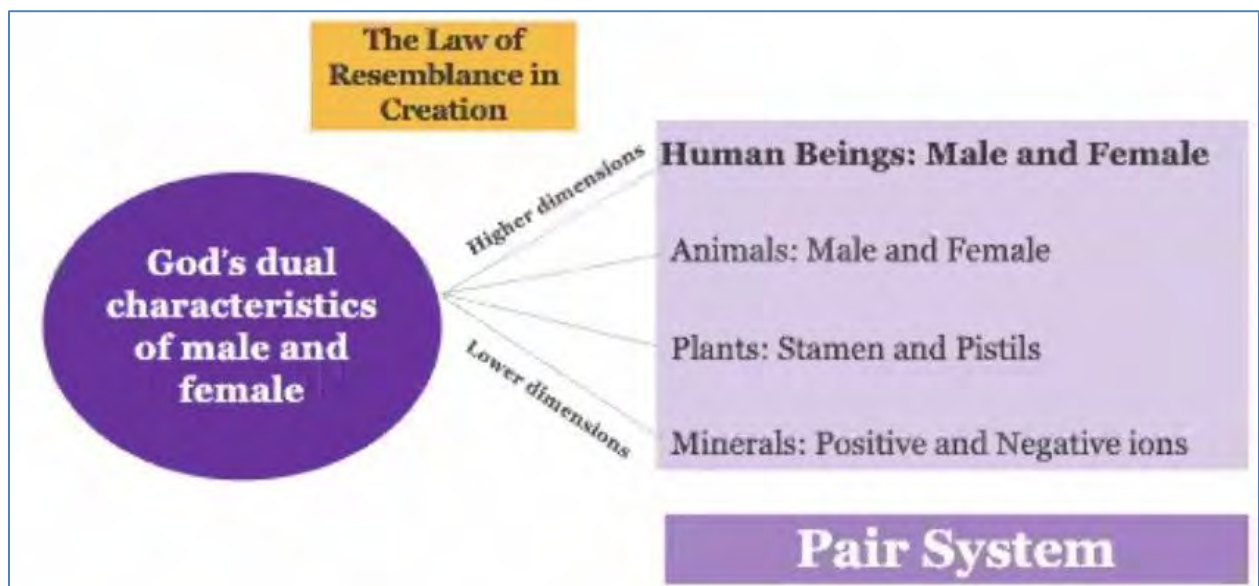 The Law of
Resemblance in
Creation
God's dual
characteristics
of male and
female
Higher dimensions
Lower dimensions
Human Beings: Male and Female
Animals: Male and Female
Plants: Stamen and Pistils
Minerals: Positive and Negative ions
Pair System